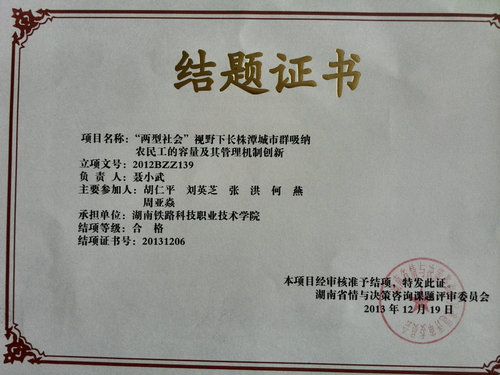 结题证书
项目名称：“两型社会”视野下长株潭城市群吸纳
农民工的容量及其管理机制创新
立项文号：2012BZZ139
负 责 人：聂小武
主要参加人：胡仁平 刘英芝 张 洪 何 燕
周亚焱
承担单位：湖南铁路科技职业技术学院
结项等级：合 格
结项证书号：20131206
本项目经审核准予结项，特发此证。
湖南省情与决策咨询课题评审委员会
2013 年 12 月 19 日